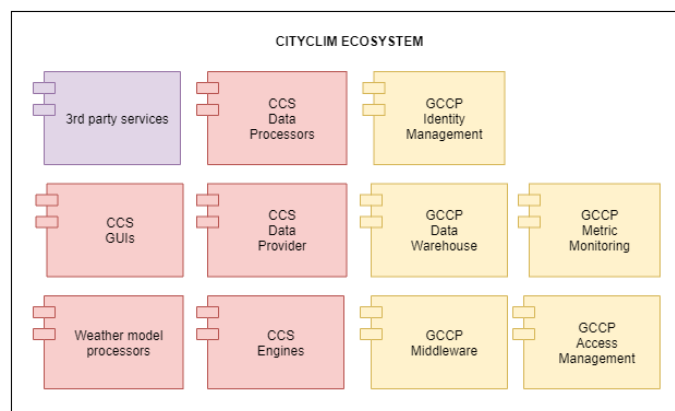 CITYCLIM ECOSYSTEM
3rd party services
CCS
Data
Processors
GCCP
Identity
Management
CCS
GUIs
CCS
Data
Provider
GCCP
Data
Warehouse
GCCP
Metric
Monitoring
Weather model
processors
CCS
Engines
GCCP
Middleware
GCCP
Access
Management